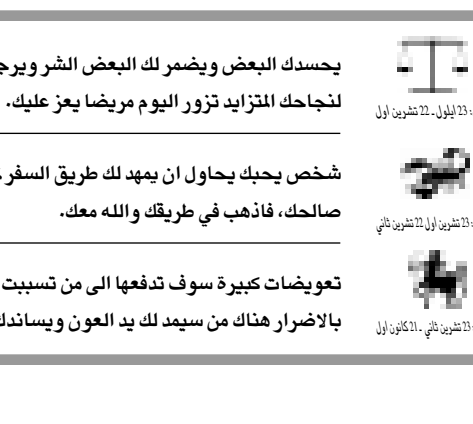 يحسدك البعض ويضمر لك البعض الشر ويرج
لنجاحك المتزايد تزور اليوم مريضا يعز عليك.
23 ايلول ـ 22 تشرين اول
شخص يحبك يحاول ان يمهد لك طريق السفر
صالحك، فاذهب في طريقك والله معك.
23 تشرين اول 22 تشرين ثاني
تعويضات كبيرة سوف تدفعها الى من تسببت
بالاضرار هناك من سيمد لك يد العون ويساندك
23 تشرين ثاني ـ 21 كانون اول